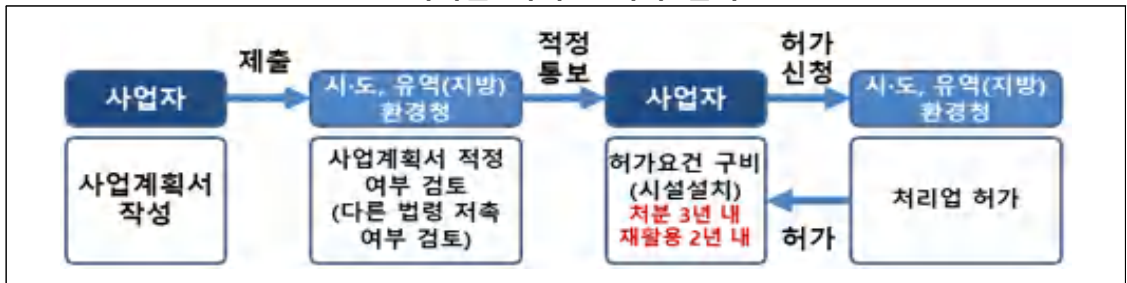 제출
적정
통보
허가
신청
사업자
시·도, 유역(지방)
환경청
사업자
시·도, 유역(지방)
환경청
사업계획서
작성
사업계획서 적정
여부 검토
(다른 법령 저촉
여부 검토)
허가요건 구비
(시설설치)
처분 3년 내
재활용 2년 내
허가
처리업 허가